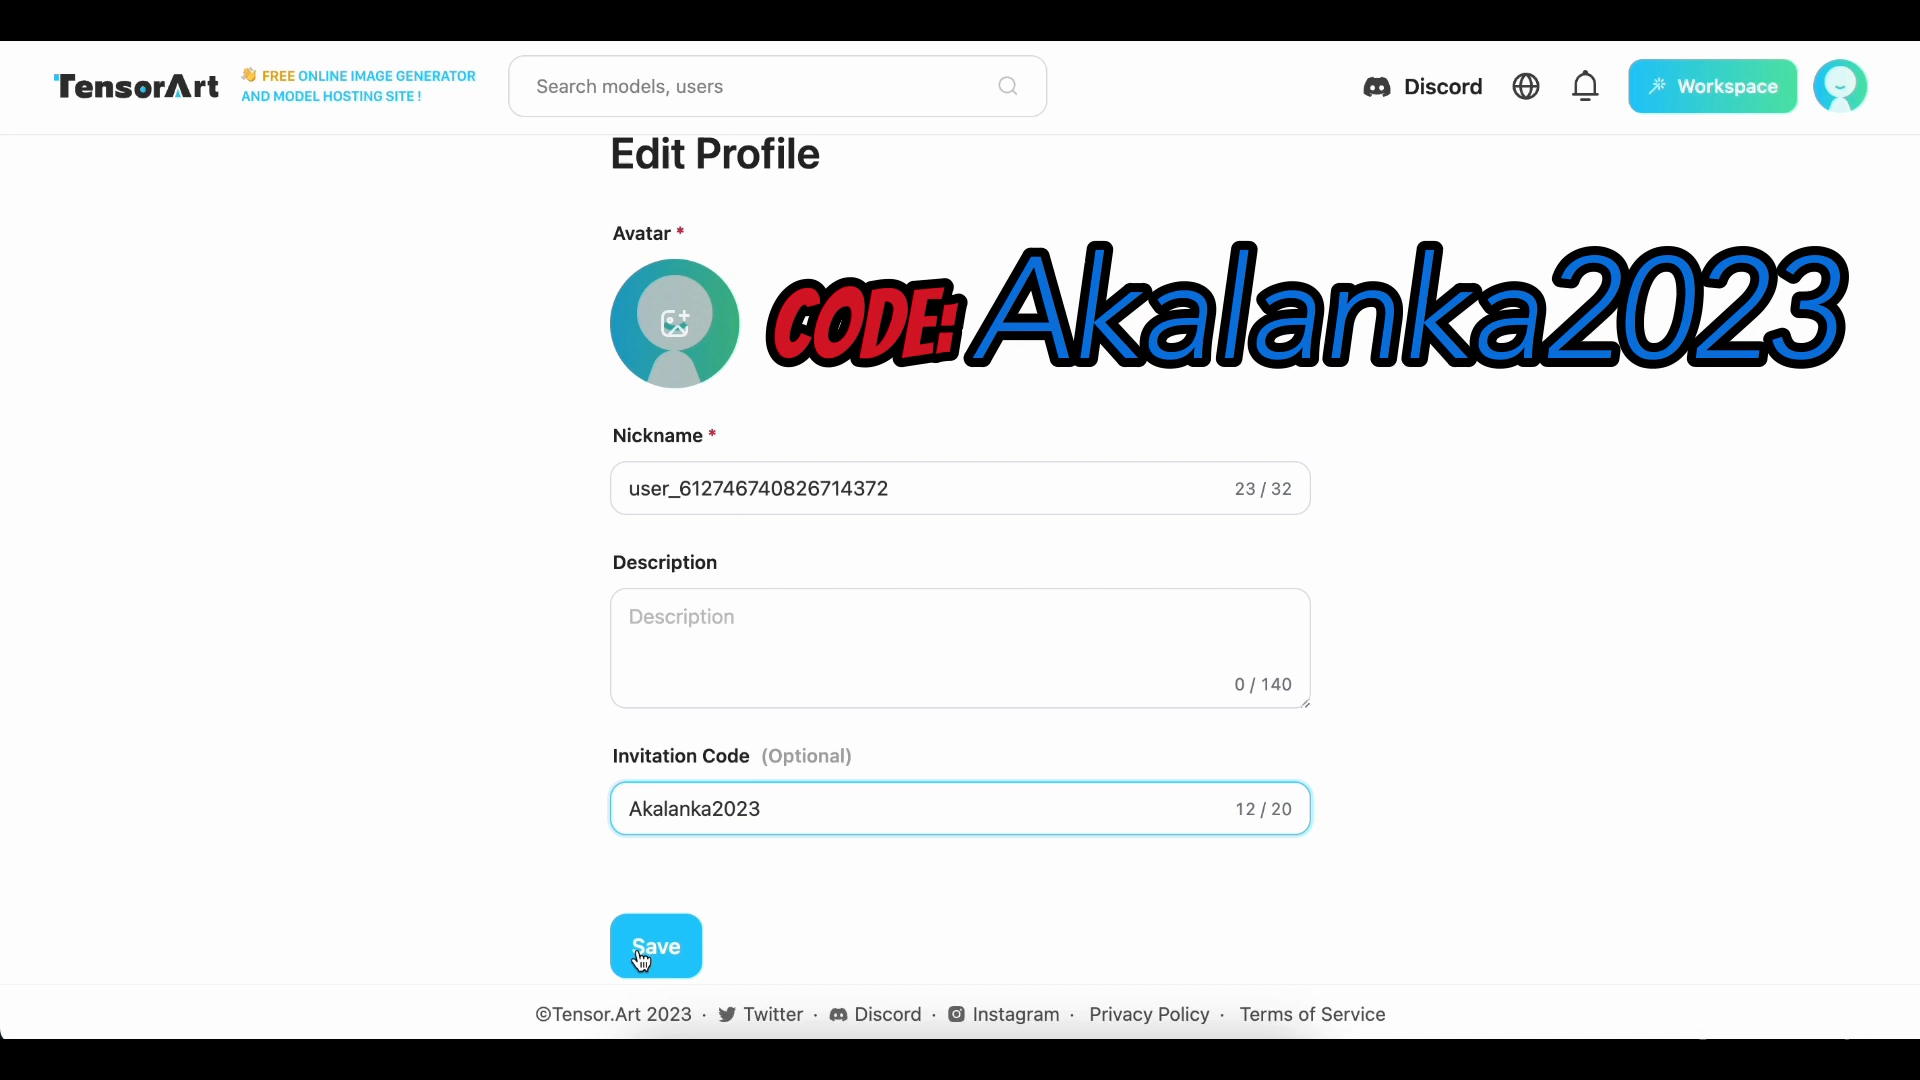 TensorArt
👋 FREE ONLINE IMAGE GENERATOR
AND MODEL HOSTING SITE !
Search models, users
Discord
Workspace
Edit Profile
Avatar *
CODE: Akalanka2023
Nickname *
user_612746740826714372
23 / 32
Description
Description
0 / 140
Invitation Code (Optional)
Akalanka2023
12 / 20
Save
©Tensor.Art 2023 · Twitter · Discord · Instagram · Privacy Policy · Terms of Service